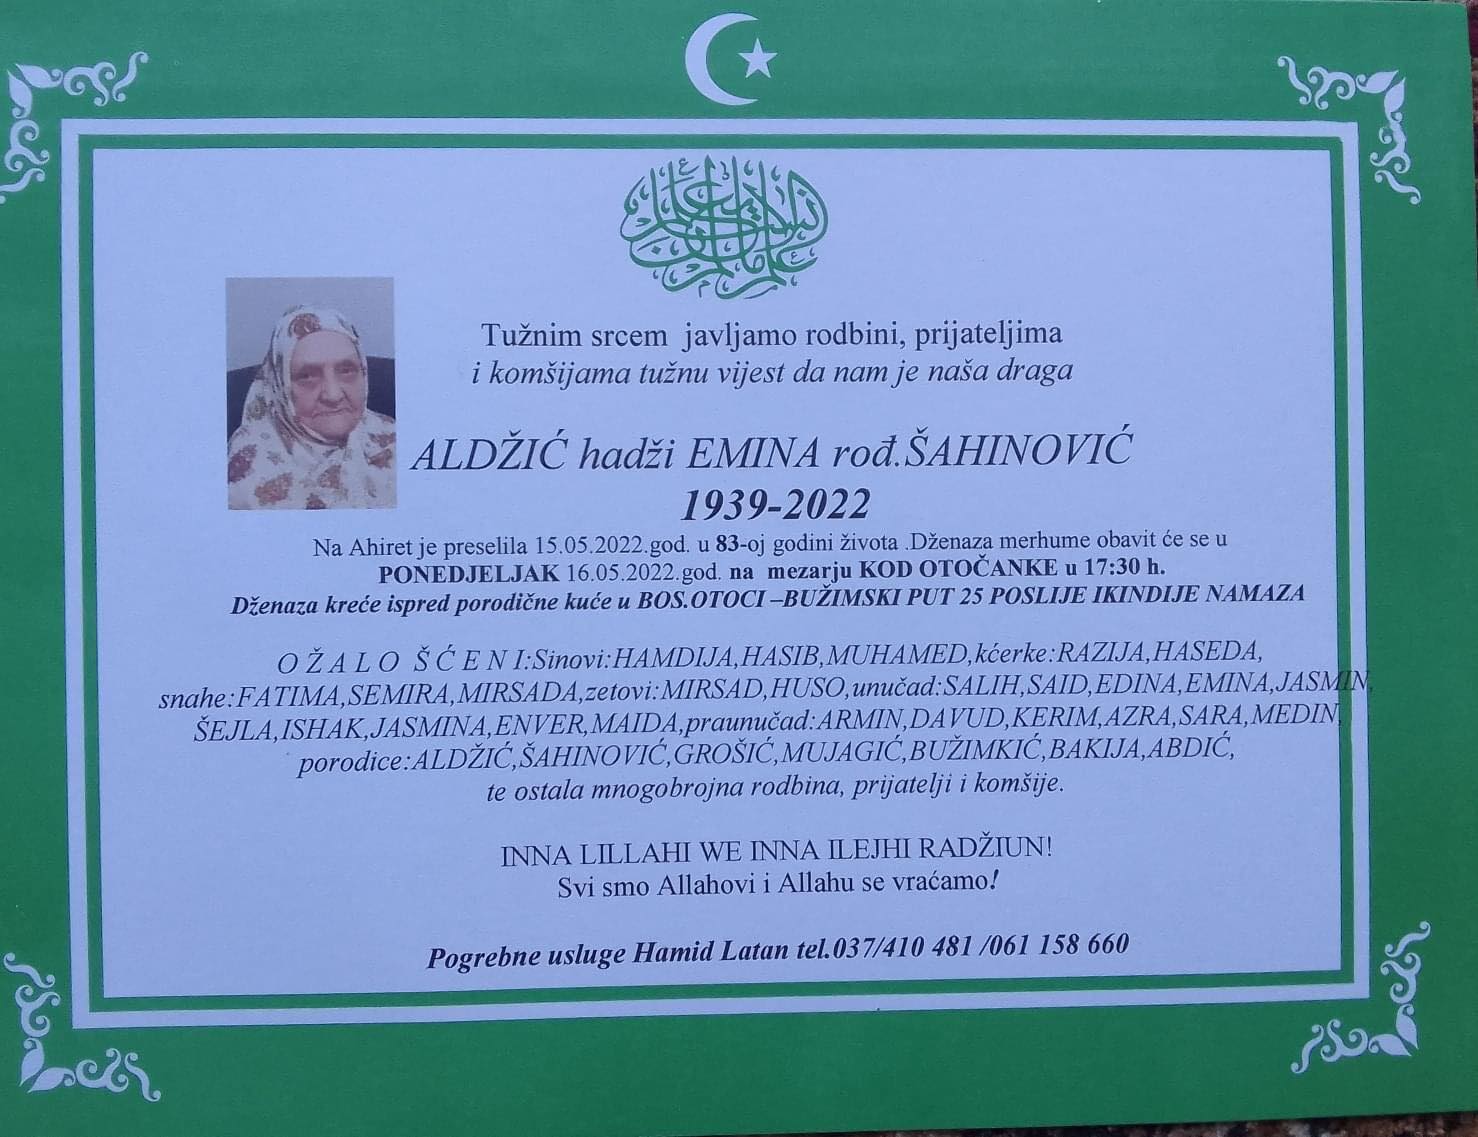 Tužnim srcem javljamo rodbini, prijateljima
i komšijama tužnu vijest da nam je naša draga
ALDŽIĆ hadži EMINA rođ.ŠAHINOVIĆ
1939-2022
Na Ahiret je preselila 15.05.2022.god. u 83-oj godini života .Dženaza merhume obavit će se u
PONEDJELJAK 16.05.2022.god. na mezarju KOD OTOČANKE u 17:30 h.
Dženaza kreće ispred porodične kuće u BOS.OTOCI –BUŽIMSKI PUT 25 POSLIJE IKINDIJE NAMAZA
O Ž A L O Š Ć E N I:Sinovi:HAMDIJA,HASIB,MUHAMED,kćerke:RAZIJA,HASEDA,
snahe:FATIMA,SEMIRA,MIRSADA,zetovi:MIRSAD,HUSO,unučad:SALIH,SAID,EDINA,EMINA,JASMIN,
ŠEJLA,ISHAK,JASMINA,ENVER,MAIDA,praunučad:ARMIN,DAVUD,KERIM,AZRA,SARA,MEDIN,
porodice:ALDŽIĆ,ŠAHINOVIĆ,GROŠIĆ,MUJAGIĆ,BUŽIMKIĆ,BAKIJA,ABDIĆ,
te ostala mnogobrojna rodbina, prijatelji i komšije.
INNA LILLAHI WE INNA ILEJHI RADŽIUN!
Svi smo Allahovi i Allahu se vraćamo!
Pogrebne usluge Hamid Latan tel.037/410 481 /061 158 660